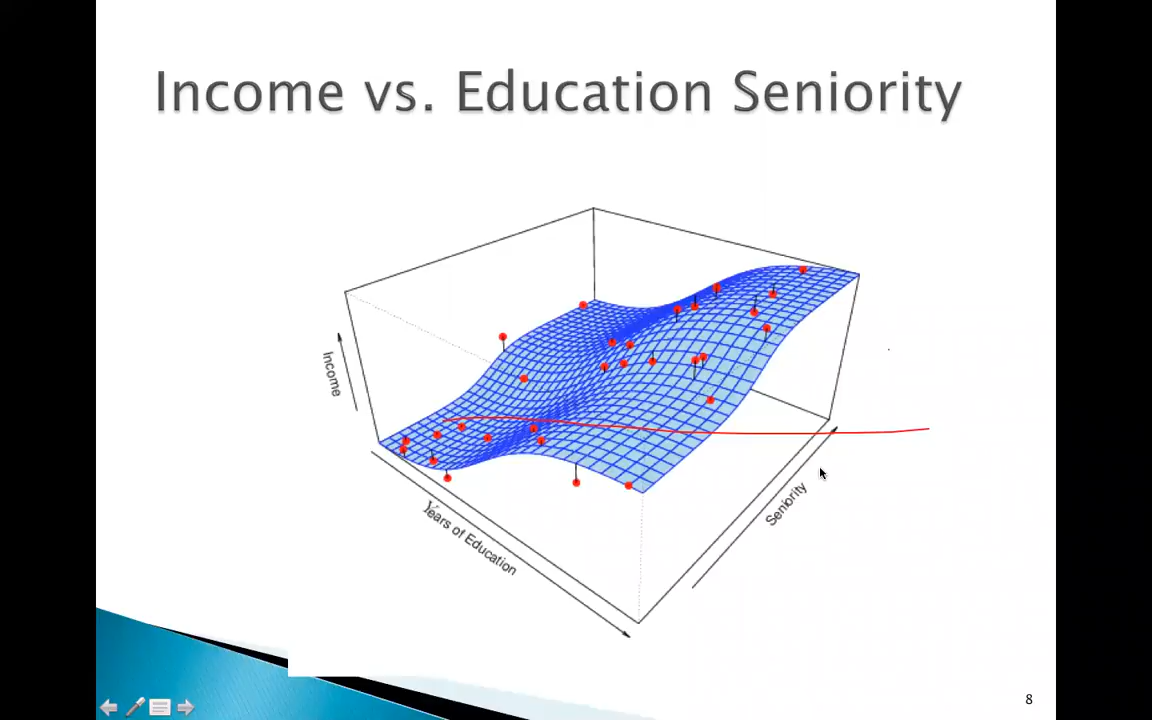 Income vs. Education Seniority
Income
Years of Education
Seniority
8